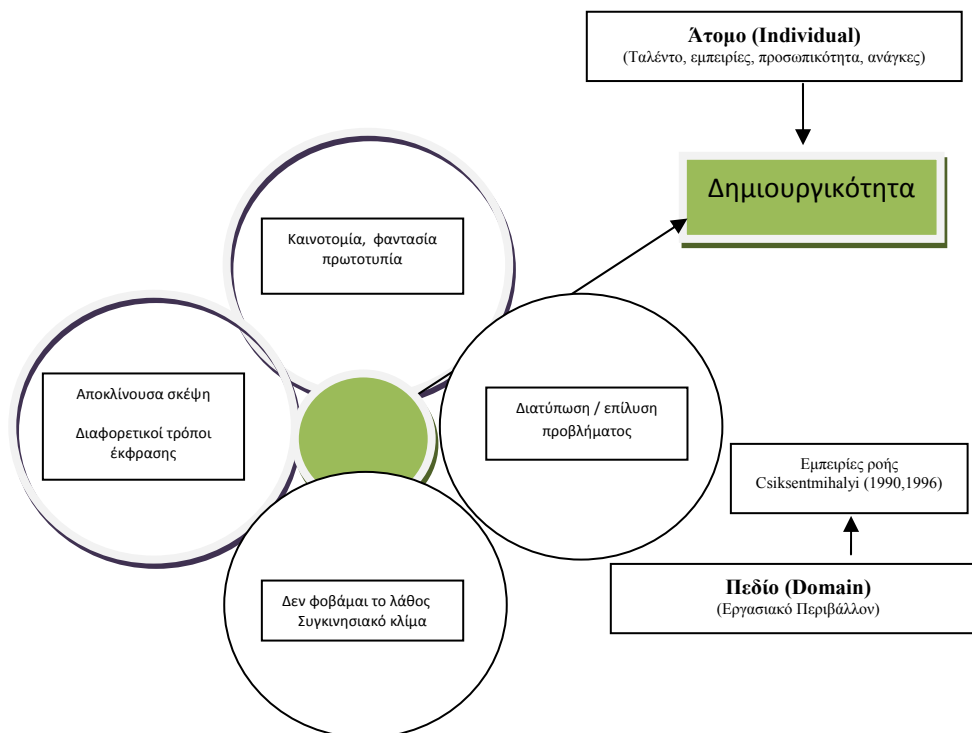 Άτομο (Individual)
(Ταλέντο, εμπειρίες, προσωπικότητα, ανάγκες)
Δημιουργικότητα
Καινοτομία, φαντασία
πρωτοτυπία
Αποκλίνουσα σκέψη
Διαφορετικοί τρόποι
έκφρασης
Διατύπωση / επίλυση
προβλήματος
Εμπειρίες ροής
Csiksentmihalyi (1990,1996)
Πεδίο (Domain)
(Εργασιακό Περιβάλλον)
Δεν φοβάμαι το λάθος
Συγκινησιακό κλίμα